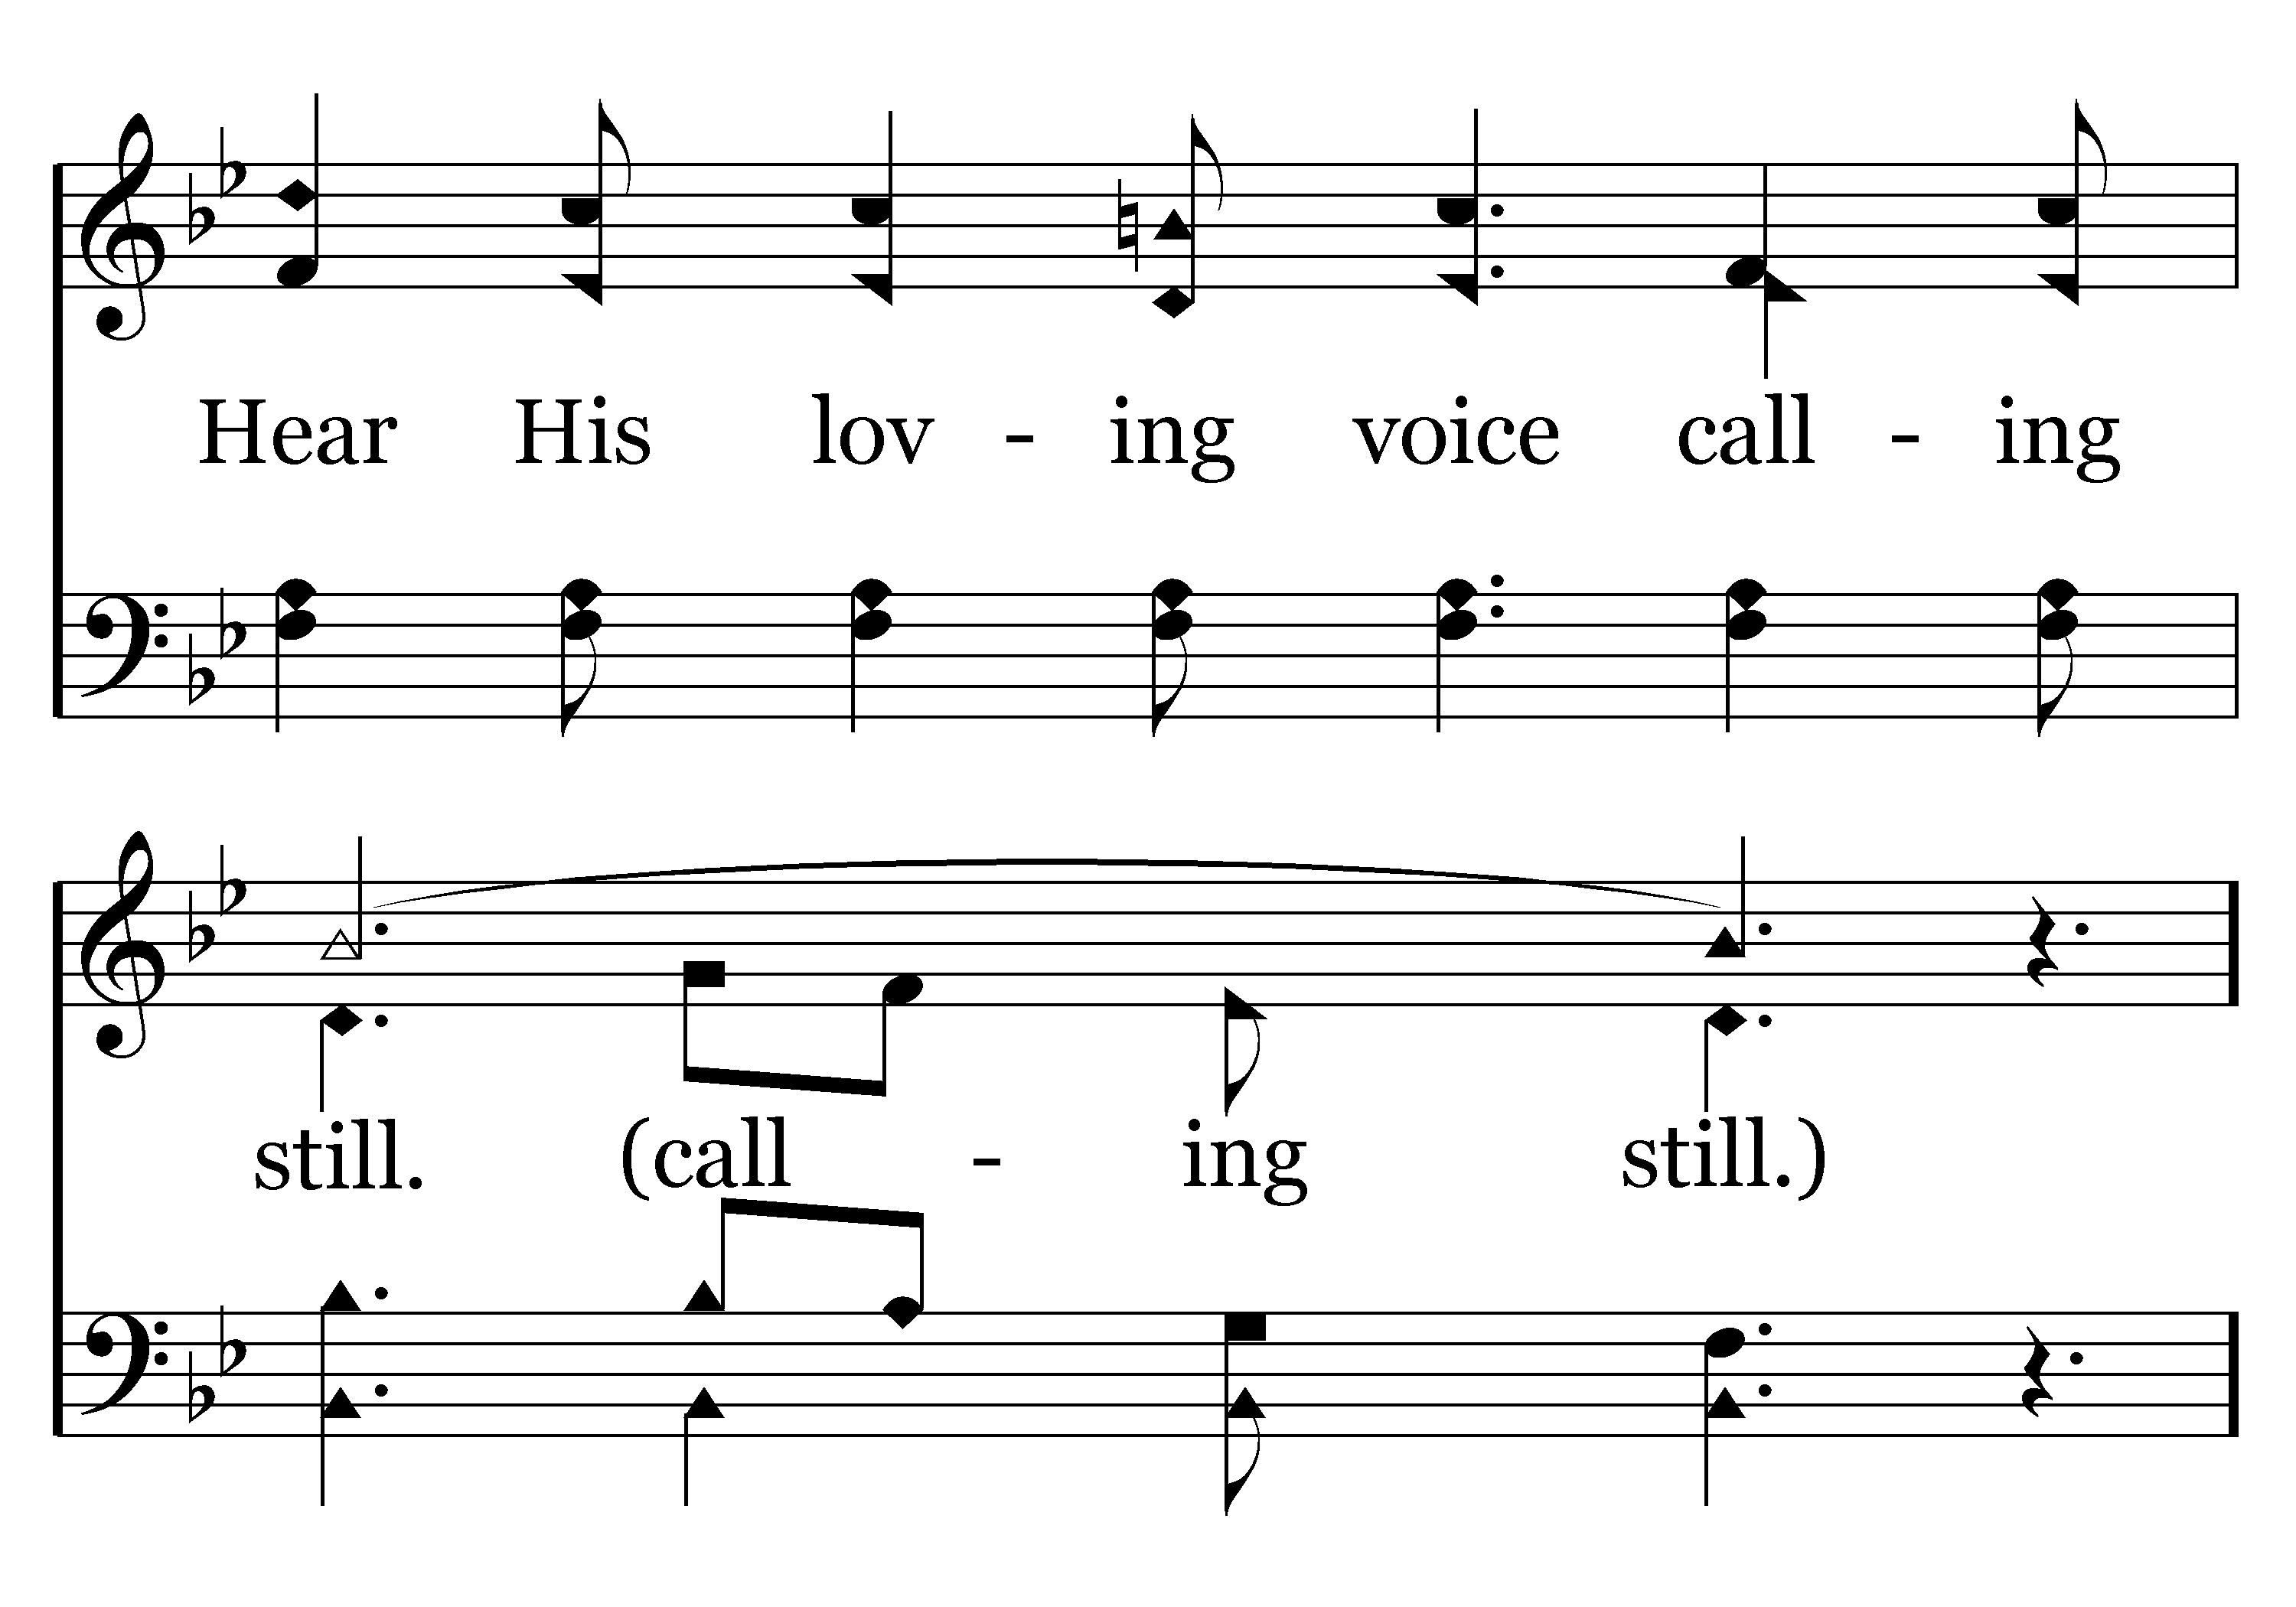 Hear His lov - ing voice call - ing
still. (call - ing still.)